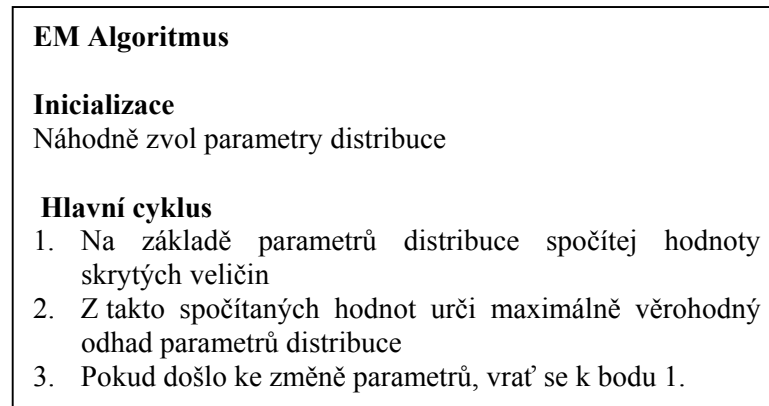 EM Algoritmus
Inicializace
Náhodně zvol parametry distribuce
Hlavní cyklus
1. Na základě parametrů distribuce spočítej hodnoty
skrytých veličin
2. Z takto spočítaných hodnot urči maximálně věrohodný
odhad parametrů distribuce
3. Pokud došlo ke změně parametrů, vrať se k bodu 1.